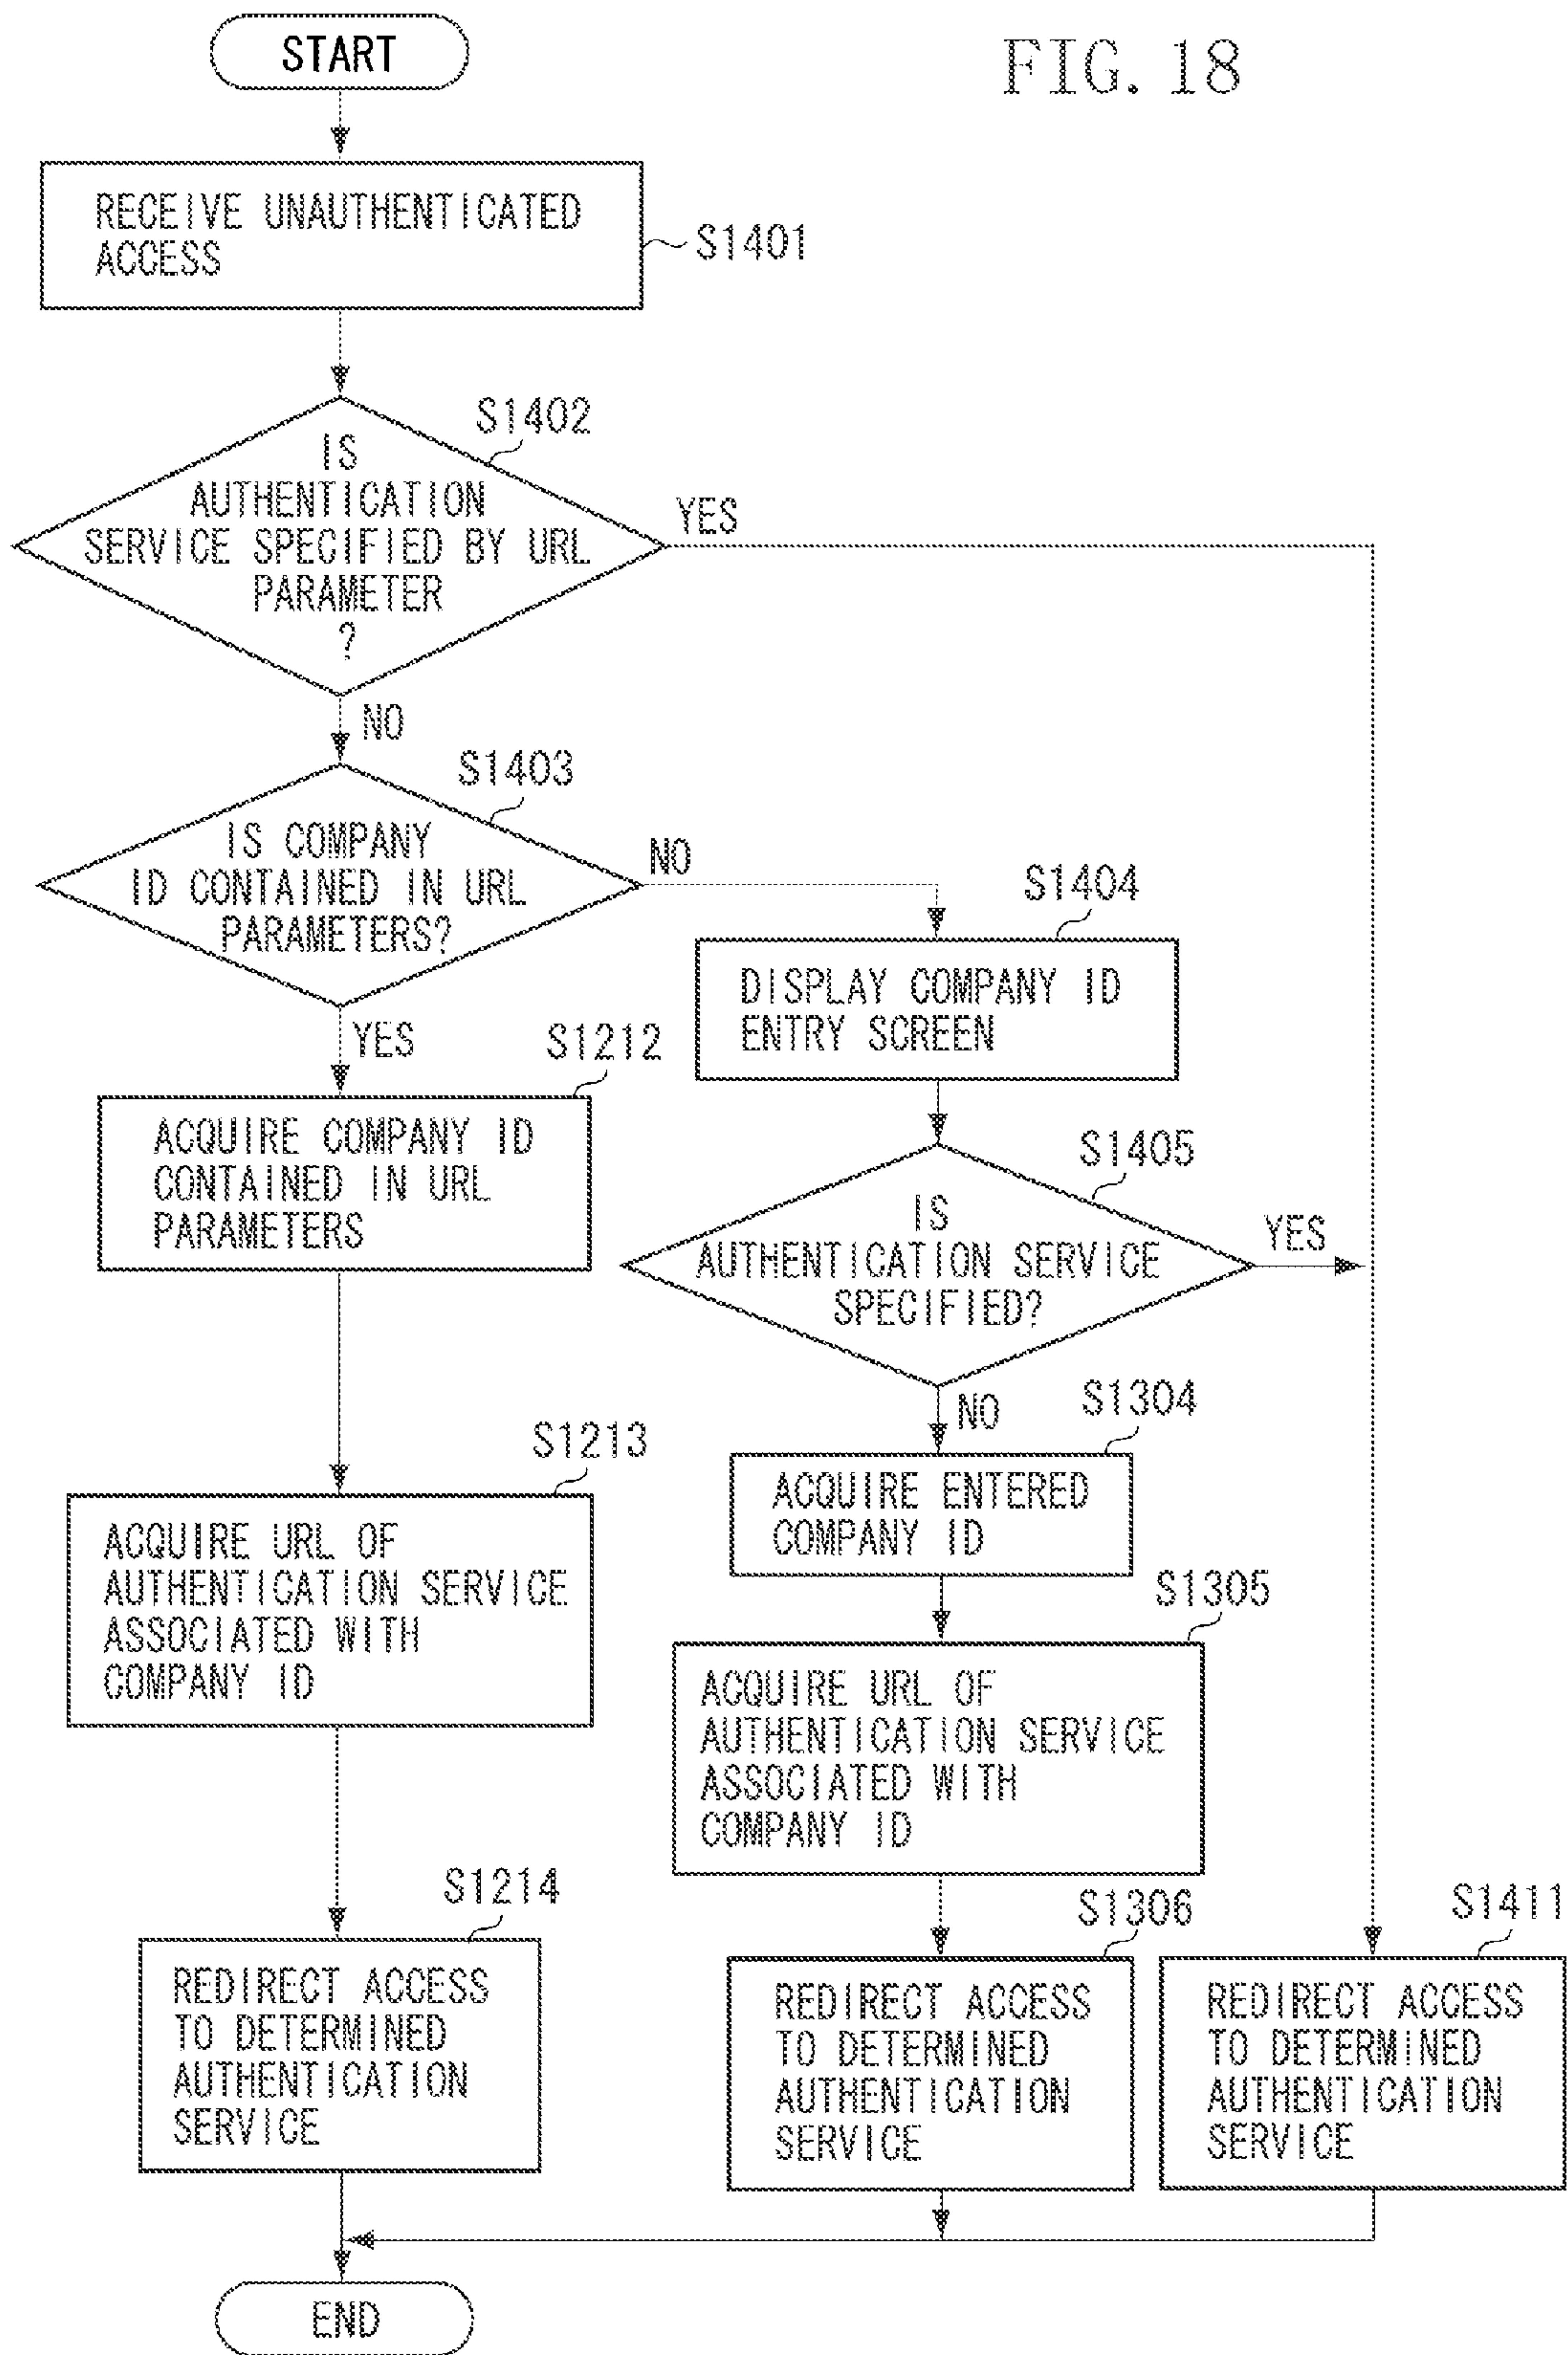 START
FIG. 18
RECEIVE UNAUTHENTICATED
ACCESS
S1401
S1402
IS
AUTHENTICATION
SERVICE SPECIFIED BY URL
PARAMETER
?
YES
NO
S1403
IS COMPANY
ID CONTAINED IN URL
PARAMETERS?
NO
YES
S1404
DISPLAY COMPANY ID
ENTRY SCREEN
S1212
ACQUIRE COMPANY ID
CONTAINED IN URL
PARAMETERS
S1405
IS
AUTHENTICATION SERVICE
SPECIFIED?
YES
NO
S1304
ACQUIRE ENTERED
COMPANY ID
S1213
ACQUIRE URL OF
AUTHENTICATION SERVICE
ASSOCIATED WITH
COMPANY ID
S1305
ACQUIRE URL OF
AUTHENTICATION SERVICE
ASSOCIATED WITH
COMPANY ID
S1214
REDIRECT ACCESS
TO DETERMINED
AUTHENTICATION
SERVICE
S1306
REDIRECT ACCESS
TO DETERMINED
AUTHENTICATION
SERVICE
S1411
REDIRECT ACCESS
TO DETERMINED
AUTHENTICATION
SERVICE
END